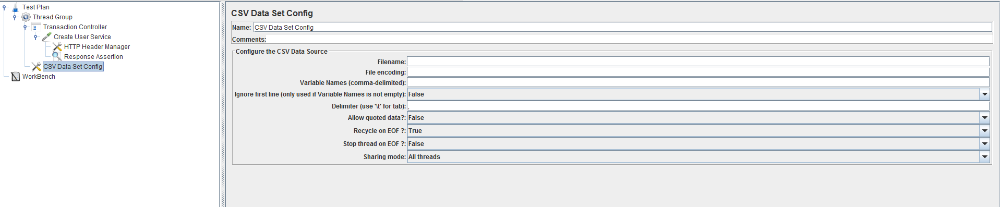 Test Plan
Thread Group
Transaction Controller
Create User Service
HTTP Header Manager
Response Assertion
CSV Data Set Config
WorkBench
CSV Data Set Config
Name: CSV Data Set Config
Comments:
Configure the CSV Data Source
Filename:
File encoding:
Variable Names (comma-delimited):
Ignore first line (only used if Variable Names is not empty): False
Delimiter (use '\t' for tab): ,
Allow quoted data?: False
Recycle on EOF ?: True
Stop thread on EOF ?: False
Sharing mode: All threads